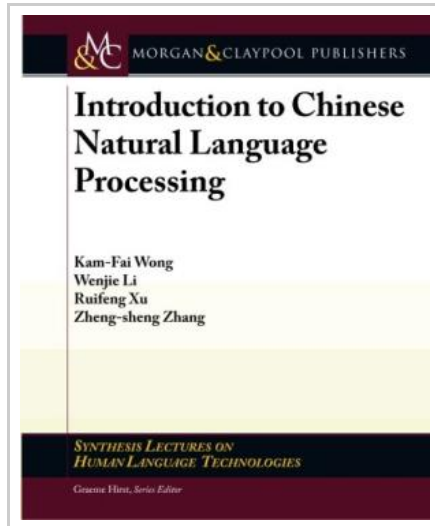 M&C MORGAN&CLAYPOOL PUBLISHERS
Introduction to Chinese
Natural Language
Processing
Kam-Fai Wong
Wenjie Li
Ruifeng Xu
Zheng-sheng Zhang
SYNTHESIS LECTURES ON
HUMAN LANGUAGE TECHNOLOGIES
Graeme Hirst, Series Editor